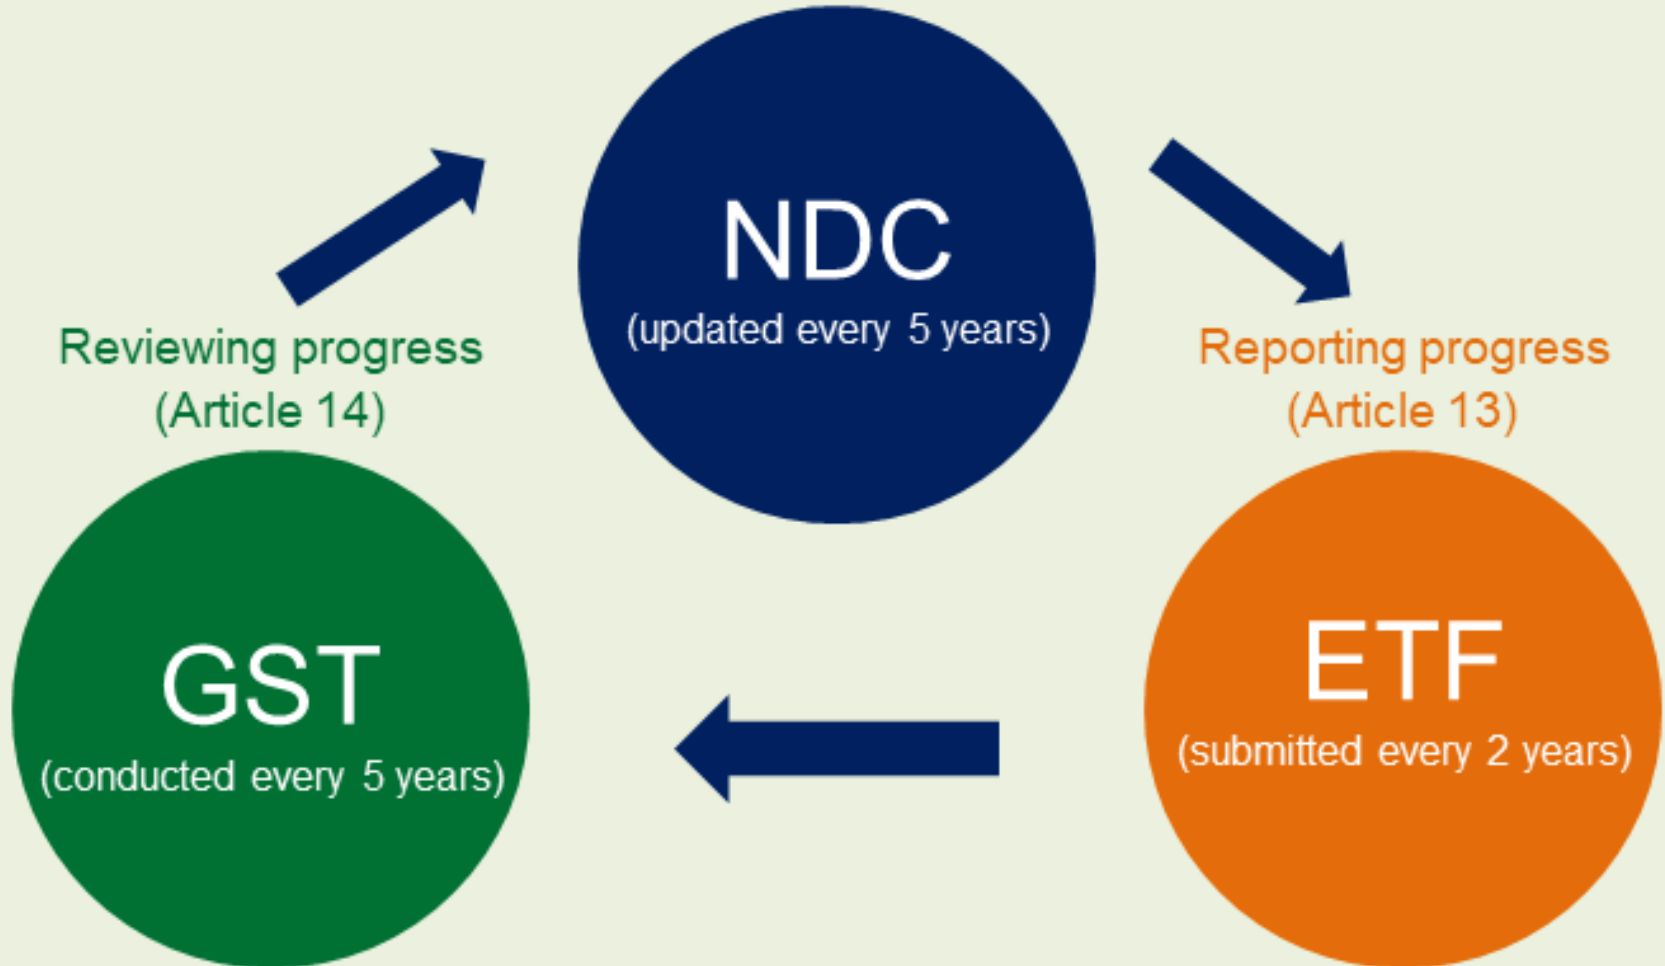 NDC
(updated every 5 years)
Reviewing progress
(Article 14)
Reporting progress
(Article 13)
GST
(conducted every 5 years)
ETF
(submitted every 2 years)